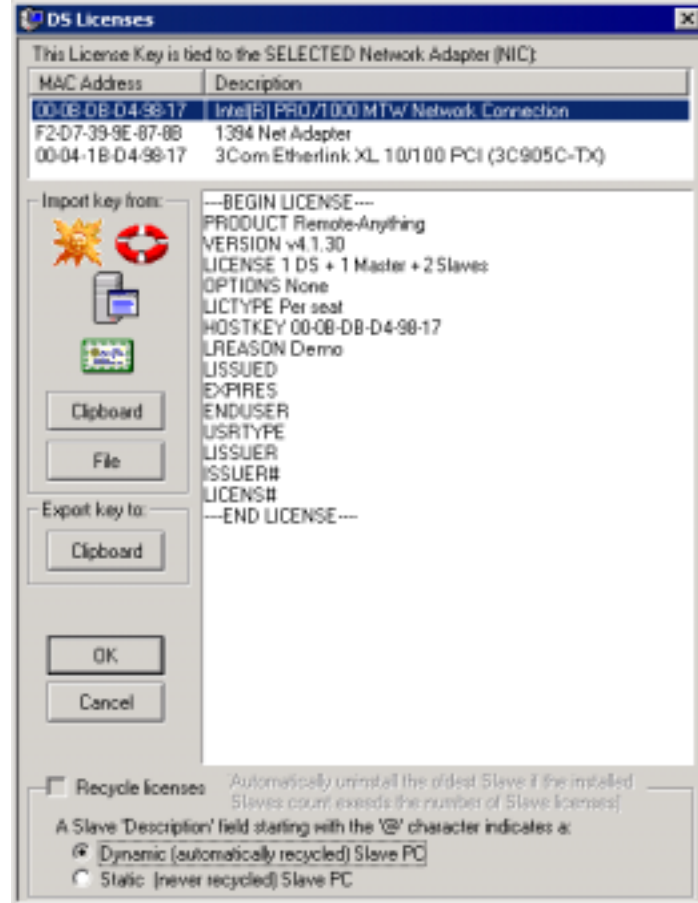 DS Licenses
This License Key is tied to the SELECTED Network Adapter (NIC):
MAC Address Description
00-0B-DB-D4-98-17 Intel(R) PRO/1000 MTW Network Connection
F2-D7-39-9E-87-8B 1394 Net Adapter
00-04-1B-D4-98-17 3Com Etherlink XL 10/100 PCI (3C905C-TX)
Import key from:
Clipboard
File
Export key to:
Clipboard
OK
Cancel
---BEGIN LICENSE----
PRODUCT Remote-Anything
VERSION v4.1.30
LICENSE 1 DS + 1 Master + 2 Slaves
OPTIONS None
LICTYPE Per seat
HOSTKEY 00-0B-DB-D4-98-17
LREASON Demo
LISSUED
EXPIRES
ENDUSER
USRTYPE
LISSUER
ISSUER#
LICENS#
---END LICENSE----
Recycle licenses
(Automatically uninstall the oldest Slave if the installed
Slaves count exeeds the number of Slave licenses)
A Slave 'Description' field starting with the '@' character indicates a:
Dynamic (automatically recycled) Slave PC
Static (never recycled) Slave PC